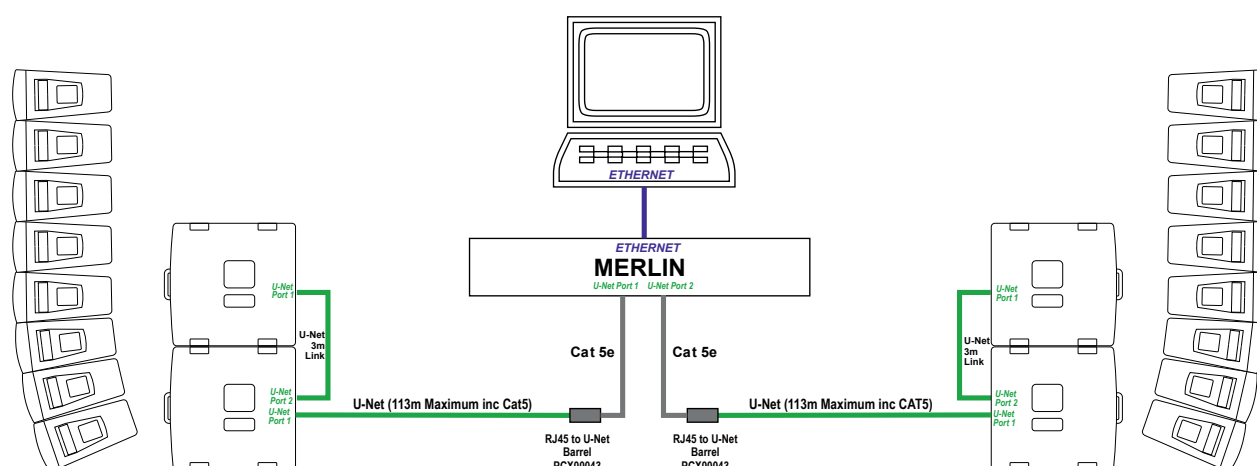 ETHERNET
ETHERNET
MERLIN
U-Net Port 1 U-Net Port 2
U-Net
Port 1
U-Net
3m
Link
U-Net
Port 2
U-Net
Port 1
U-Net (113m Maximum inc Cat5)
Cat 5e
Cat 5e
RJ45 to U-Net
Barrel
PCX00043
RJ45 to U-Net
Barrel
PCX00043
U-Net (113m Maximum inc CAT5)
U-Net
Port 1
U-Net
3m
Link
U-Net
Port 2
U-Net
Port 1